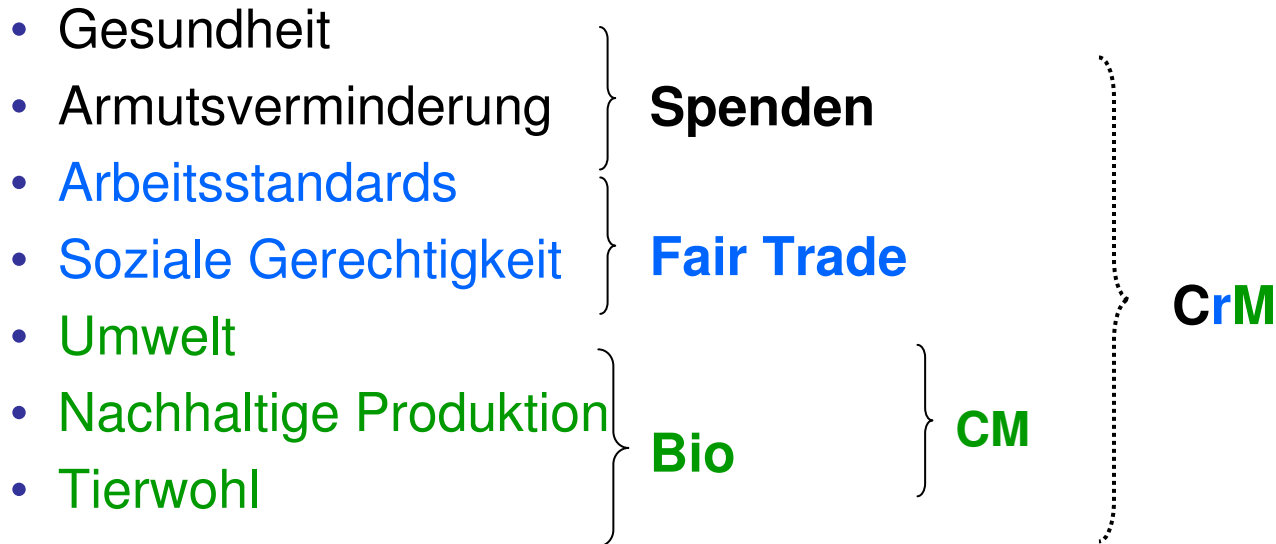 • Gesundheit
• Armutsverminderung
Spenden
• Arbeitsstandards
• Soziale Gerechtigkeit
Fair Trade
• Umwelt
• Nachhaltige Produktion
• Tierwohl
Bio
CM
CrM